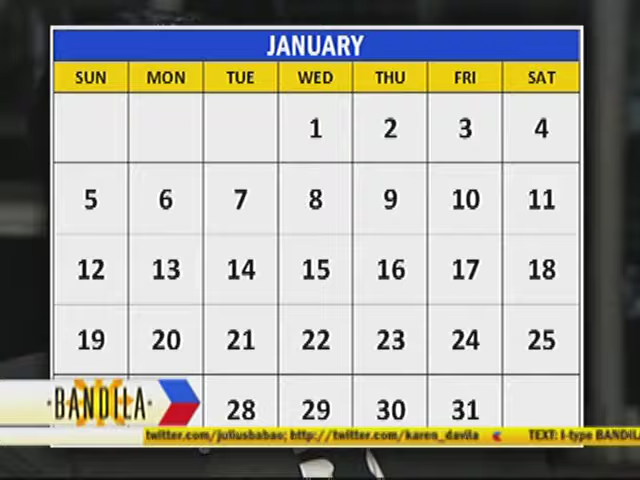 JANUARY
SUN MON TUE WED THU FRI SAT
1 2 3 4
5 6 7 8 9 10 11
12 13 14 15 16 17 18
19 20 21 22 23 24 25
28 29 30 31
BANDILA
twitter.com/juliusbabao; http://twitter.com/karen_davila TEXT: I-type BANDILA